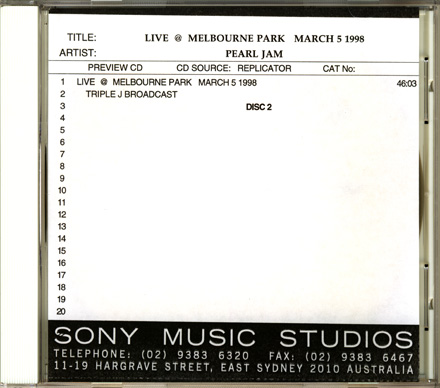 TITLE: LIVE @ MELBOURNE PARK MARCH 5 1998
ARTIST: PEARL JAM
PREVIEW CD CD SOURCE: REPLICATOR CAT No:
1 LIVE @ MELBOURNE PARK MARCH 5 1998 46:03
2 TRIPLE J BROADCAST
3 DISC 2
4
5
6
7
8
9
10
11
12
13
14
15
16
17
18
19
20
SONY MUSIC STUDIOS
TELEPHONE: (02) 9383 6320 FAX: (02) 9383 6467
11-19 HARGRAVE STREET, EAST SYDNEY 2010 AUSTRALIA